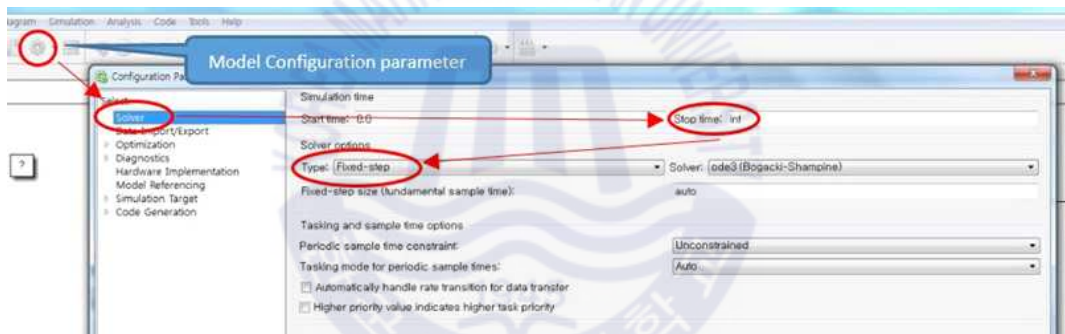 agram Simulation Analysis Code Tools Help
Model Configuration parameter
Configuration Pa
Select:
Solver
Data Import/Export
Optimization
Diagnostics
Hardware Implementation
Model Referencing
Simulation Target
Code Generation
Simulation time
Start time: 0.0
Stop time: inf
Solver options
Type: Fixed-step
Solver: ode3 (Bogacki-Shampine)
Fixed-step size (fundamental sample time):
auto
Tasking and sample time options
Periodic sample time constraint:
Unconstrained
Tasking mode for periodic sample times:
Auto
Automatically handle rate transition for data transfer
Higher priority value indicates higher task priority
?